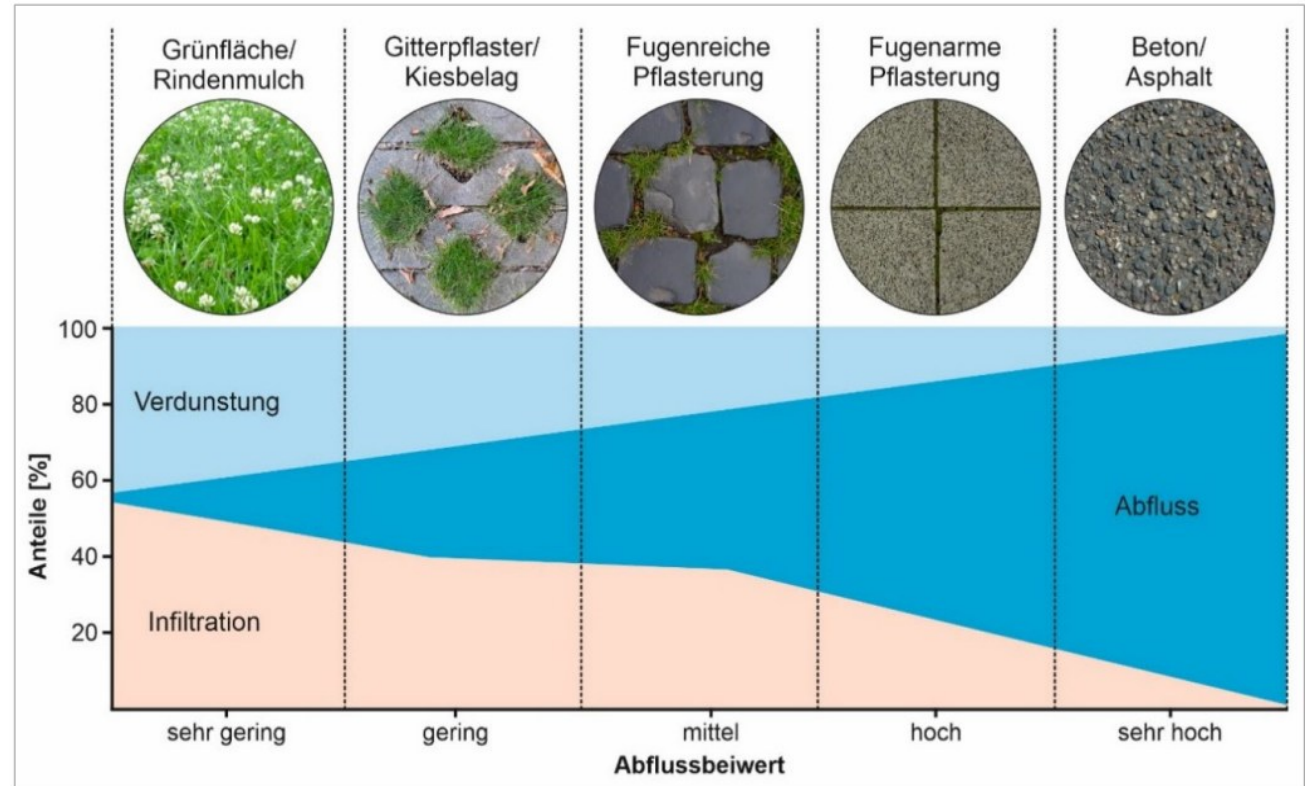 Grünfläche/
Rindenmulch
Gitterpflaster/
Kiesbelag
Fugenreiche
Pflasterung
Fugenarme
Pflasterung
Beton/
Asphalt
Anteile [%]
100
80
60
40
20
Verdunstung
Abfluss
Infiltration
sehr gering
gering
mittel
hoch
sehr hoch
Abflussbeiwert